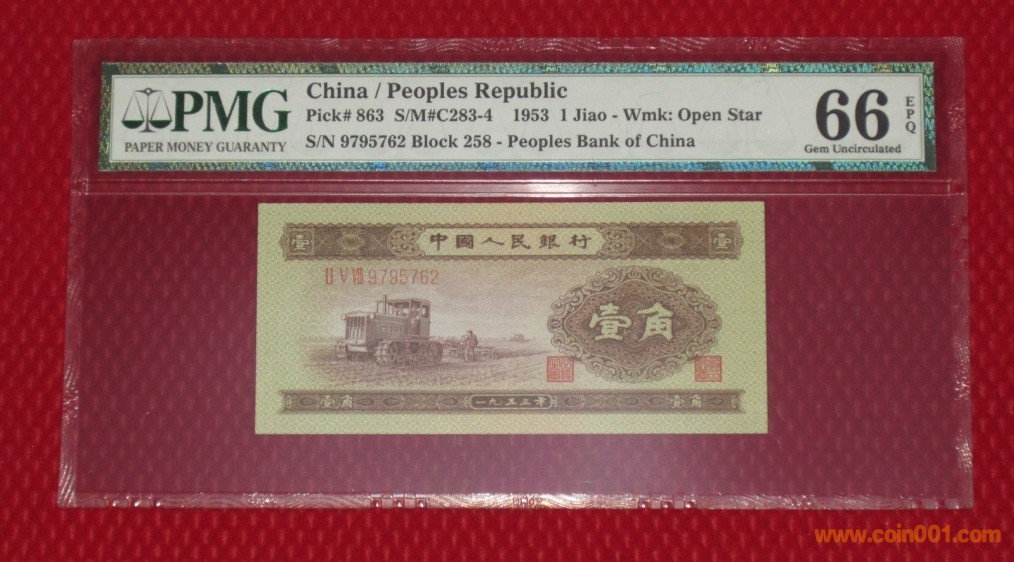 PMG
PAPER MONEY GUARANTY
China / Peoples Republic
Pick# 863 S/M#C283-4 1953 1 Jiao - Wmk: Open Star
S/N 9795762 Block 258 - Peoples Bank of China
66 EPQ
Gem Uncirculated
壹 中國人民銀行 壹
II V VIII 9795762
壹角
壹角 一九五三年 壹角
www.coin001.com